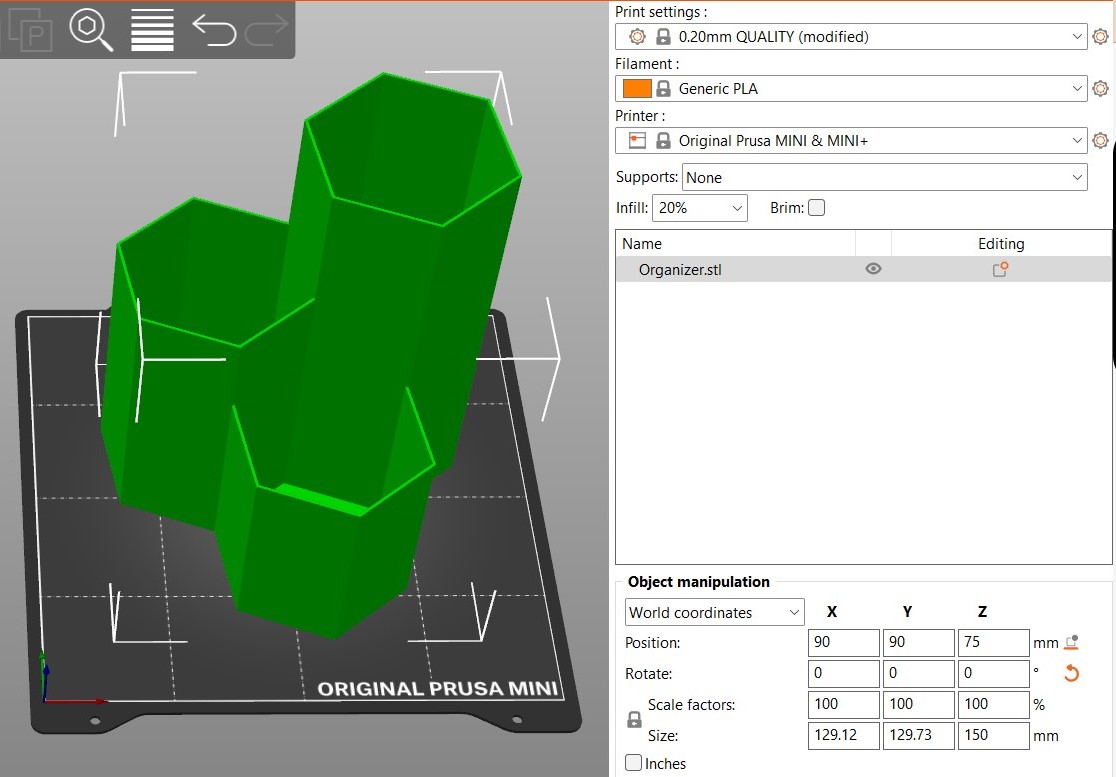 P
ORIGINAL PRUSA MINI
Print settings :
0.20mm QUALITY (modified)
Filament :
Generic PLA
Printer :
Original Prusa MINI & MINI+
Supports: None
Infill: 20% Brim:
Name Editing
Organizer.stl
Object manipulation
World coordinates X Y Z
Position: 90 90 75 mm
Rotate: 0 0 0 °
Scale factors: 100 100 100 %
Size: 129.12 129.73 150 mm
Inches